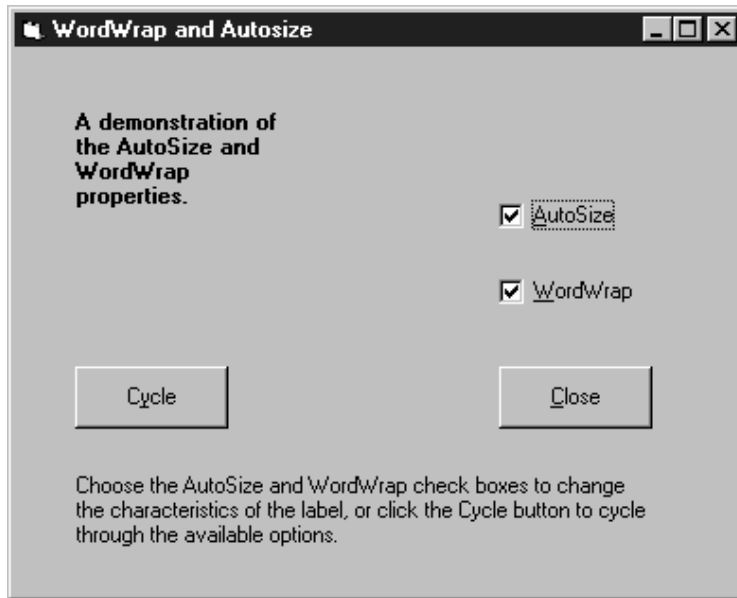 WordWrap and Autosize
A demonstration of
the AutoSize and
WordWrap
properties.
AutoSize
WordWrap
Cycle
Close
Choose the AutoSize and WordWrap check boxes to change
the characteristics of the label, or click the Cycle button to cycle
through the available options.